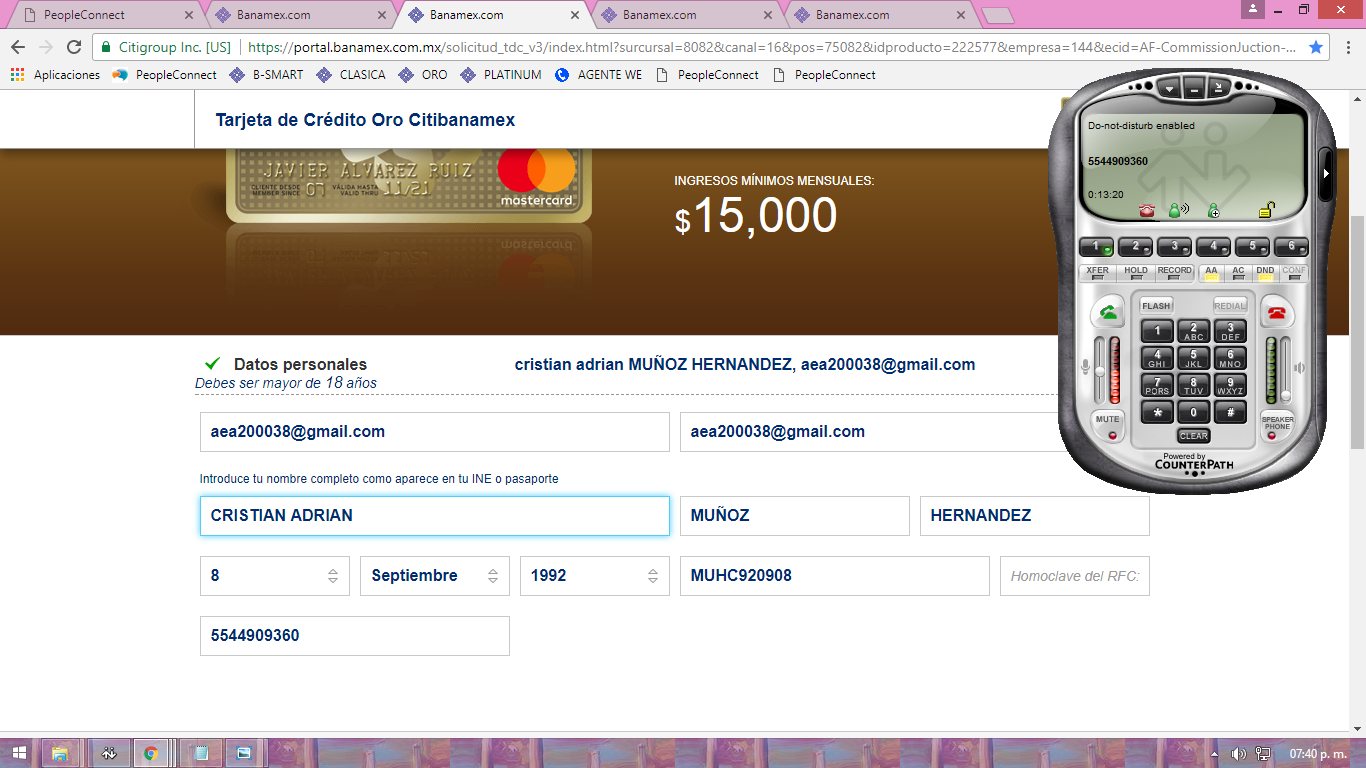 PeopleConnect
Banamex.com
Banamex.com
Banamex.com
Banamex.com
Citigroup Inc. [US]
https://portal.banamex.com.mx/solicitud_tdc_v3/index.html?surcursal=8082&canal=16&pos=75082&idproducto=222577&empresa=144&ecid=AF-CommissionJuction-...
Aplicaciones PeopleConnect B-SMART CLASICA ORO PLATINUM AGENTE WE PeopleConnect PeopleConnect
Tarjeta de Crédito Oro Citibanamex
JAVIER ALVAREZ RUIZ
CLIENTE DESDE
MEMBER SINCE
07
VÁLIDA HASTA
VALID THRU
11/21
mastercard
INGRESOS MÍNIMOS MENSUALES:
$15,000
Datos personales
cristian adrian MUÑOZ HERNANDEZ, aea200038@gmail.com
Debes ser mayor de 18 años
aea200038@gmail.com
aea200038@gmail.com
Introduce tu nombre completo como aparece en tu INE o pasaporte
CRISTIAN ADRIAN
MUÑOZ
HERNANDEZ
8
Septiembre
1992
MUHC920908
Homoclave del RFC:
5544909360
Do-not-disturb enabled
5544909360
0:13:20
1 2 3 4 5 6
XFER HOLD RECORD AA AC DND CONF
FLASH REDIAL
1
2 ABC
3 DEF
4 GHI
5 JKL
6 MNO
7 PQRS
8 TUV
9 WXYZ
* 0 #
MUTE
CLEAR
SPEAKER PHONE
Powered by
COUNTERPATH
07:40 p. m.